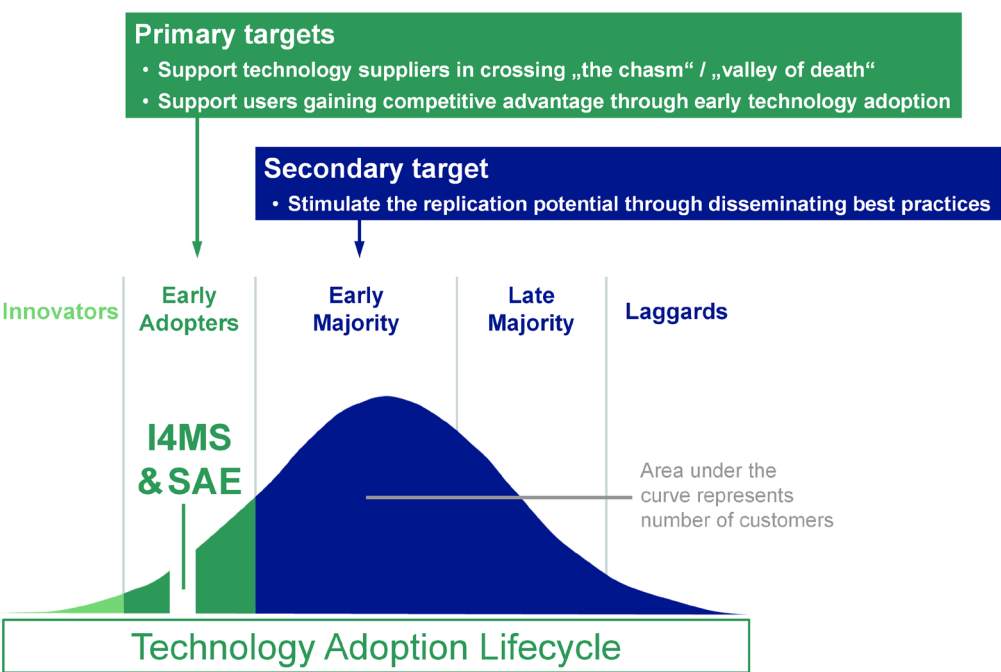 Primary targets
• Support technology suppliers in crossing „the chasm“ / „valley of death“
• Support users gaining competitive advantage through early technology adoption
Secondary target
• Stimulate the replication potential through disseminating best practices
Innovators
Early
Adopters
Early
Majority
Late
Majority
Laggards
I4MS
& SAE
Area under the
curve represents
number of customers
Technology Adoption Lifecycle